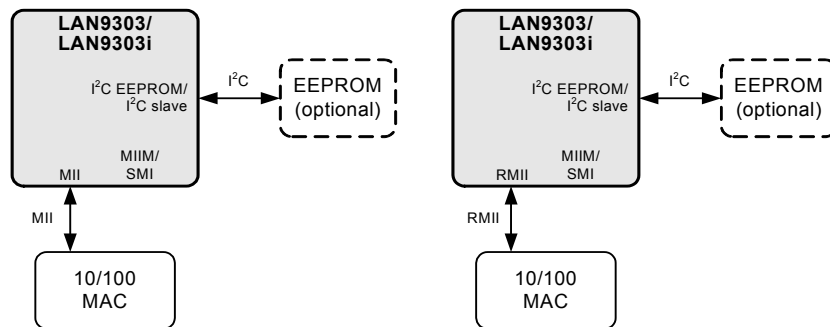 LAN9303/
LAN9303i
I²C EEPROM/
I²C slave
MIIM/
SMI
MII
I²C
EEPROM
(optional)
MII
10/100
MAC
LAN9303/
LAN9303i
I²C EEPROM/
I²C slave
MIIM/
SMI
RMII
I²C
EEPROM
(optional)
RMII
10/100
MAC